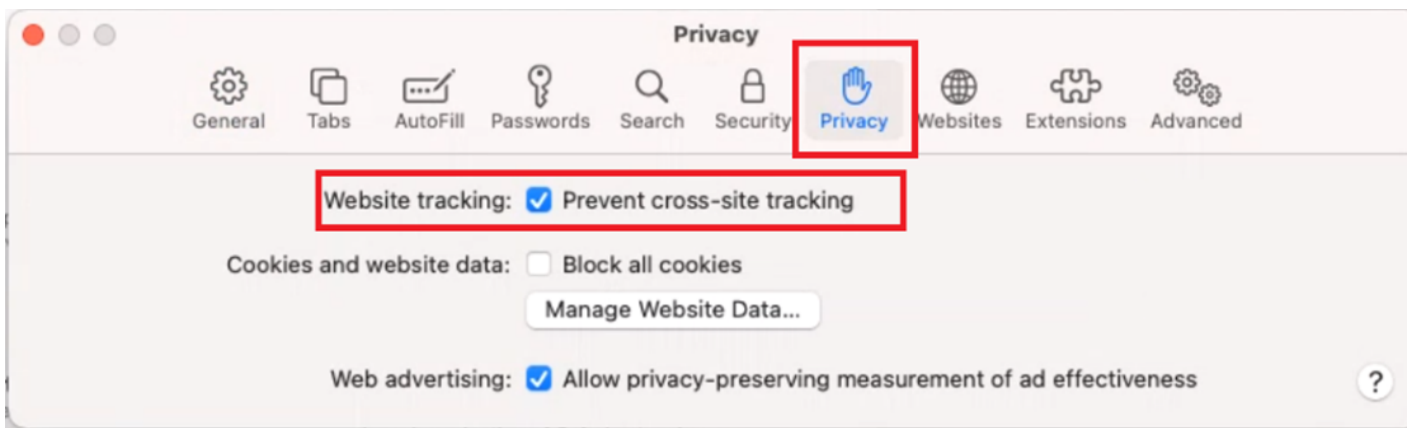 Privacy
General Tabs AutoFill Passwords Search Security Privacy Websites Extensions Advanced
Website tracking: Prevent cross-site tracking
Cookies and website data: Block all cookies
Manage Website Data...
Web advertising: Allow privacy-preserving measurement of ad effectiveness ?